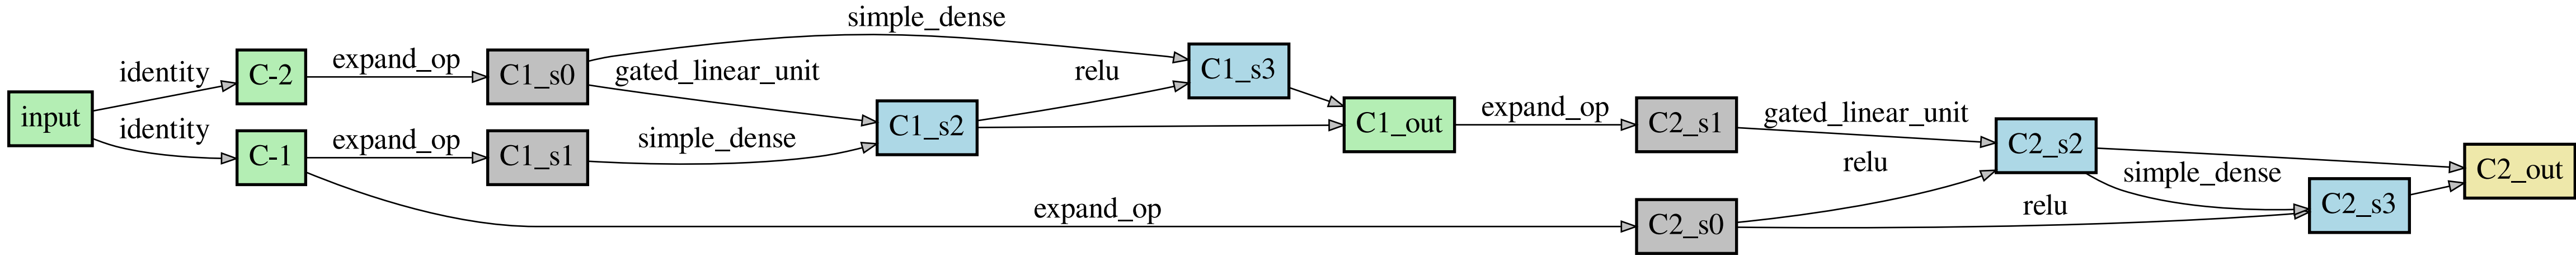 input
identity
identity
C-2
C-1
expand_op
expand_op
expand_op
C1_s0
C1_s1
simple_dense
gated_linear_unit
simple_dense
C1_s2
relu
C1_s3
C1_out
expand_op
C2_s1
C2_s0
gated_linear_unit
relu
relu
C2_s2
simple_dense
C2_s3
C2_out